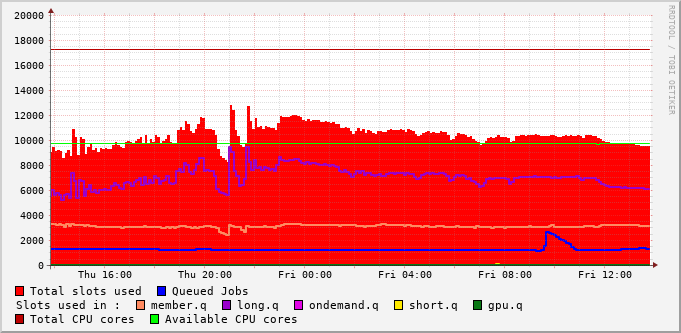 RRDTOOL / TOBI OETIKER
20000
18000
16000
14000
12000
10000
8000
6000
4000
2000
0
Thu 16:00 Thu 20:00 Fri 00:00 Fri 04:00 Fri 08:00 Fri 12:00
Total slots used Queued Jobs
Slots used in : member.q long.q ondemand.q short.q gpu.q
Total CPU cores Available CPU cores